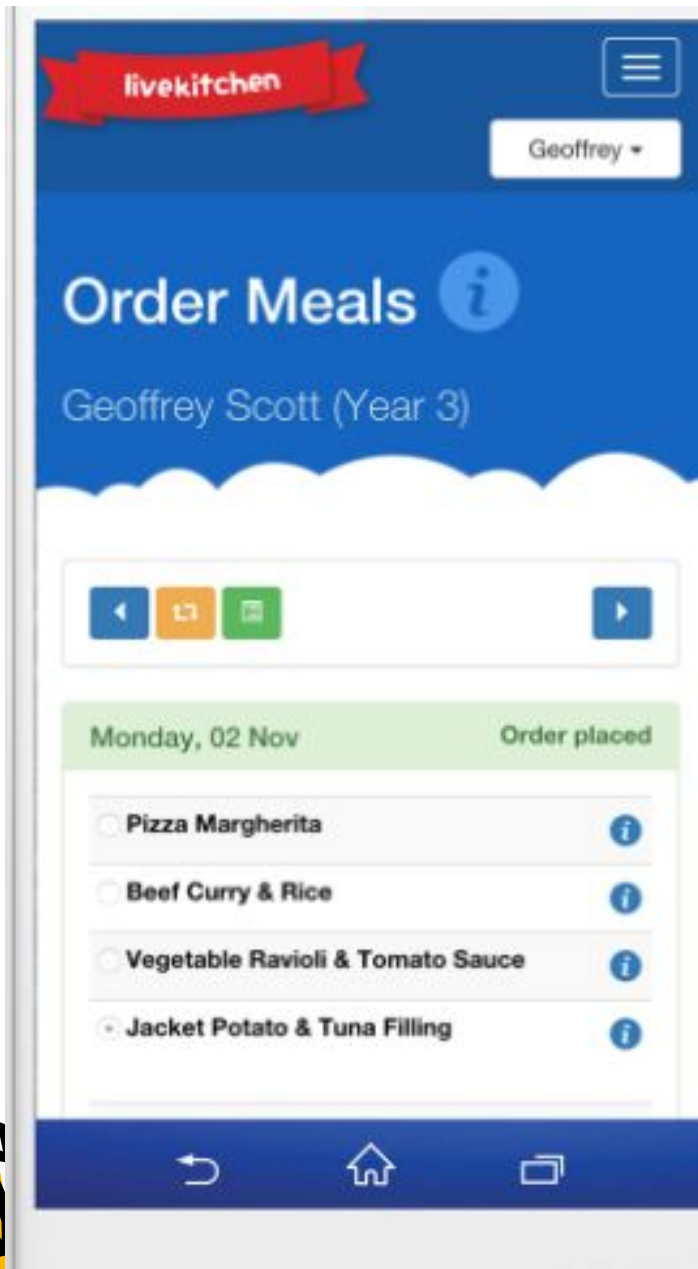 livekitchen
Geoffrey
Order Meals i
Geoffrey Scott (Year 3)
Monday, 02 Nov Order placed
Pizza Margherita i
Beef Curry & Rice i
Vegetable Ravioli & Tomato Sauce i
Jacket Potato & Tuna Filling i